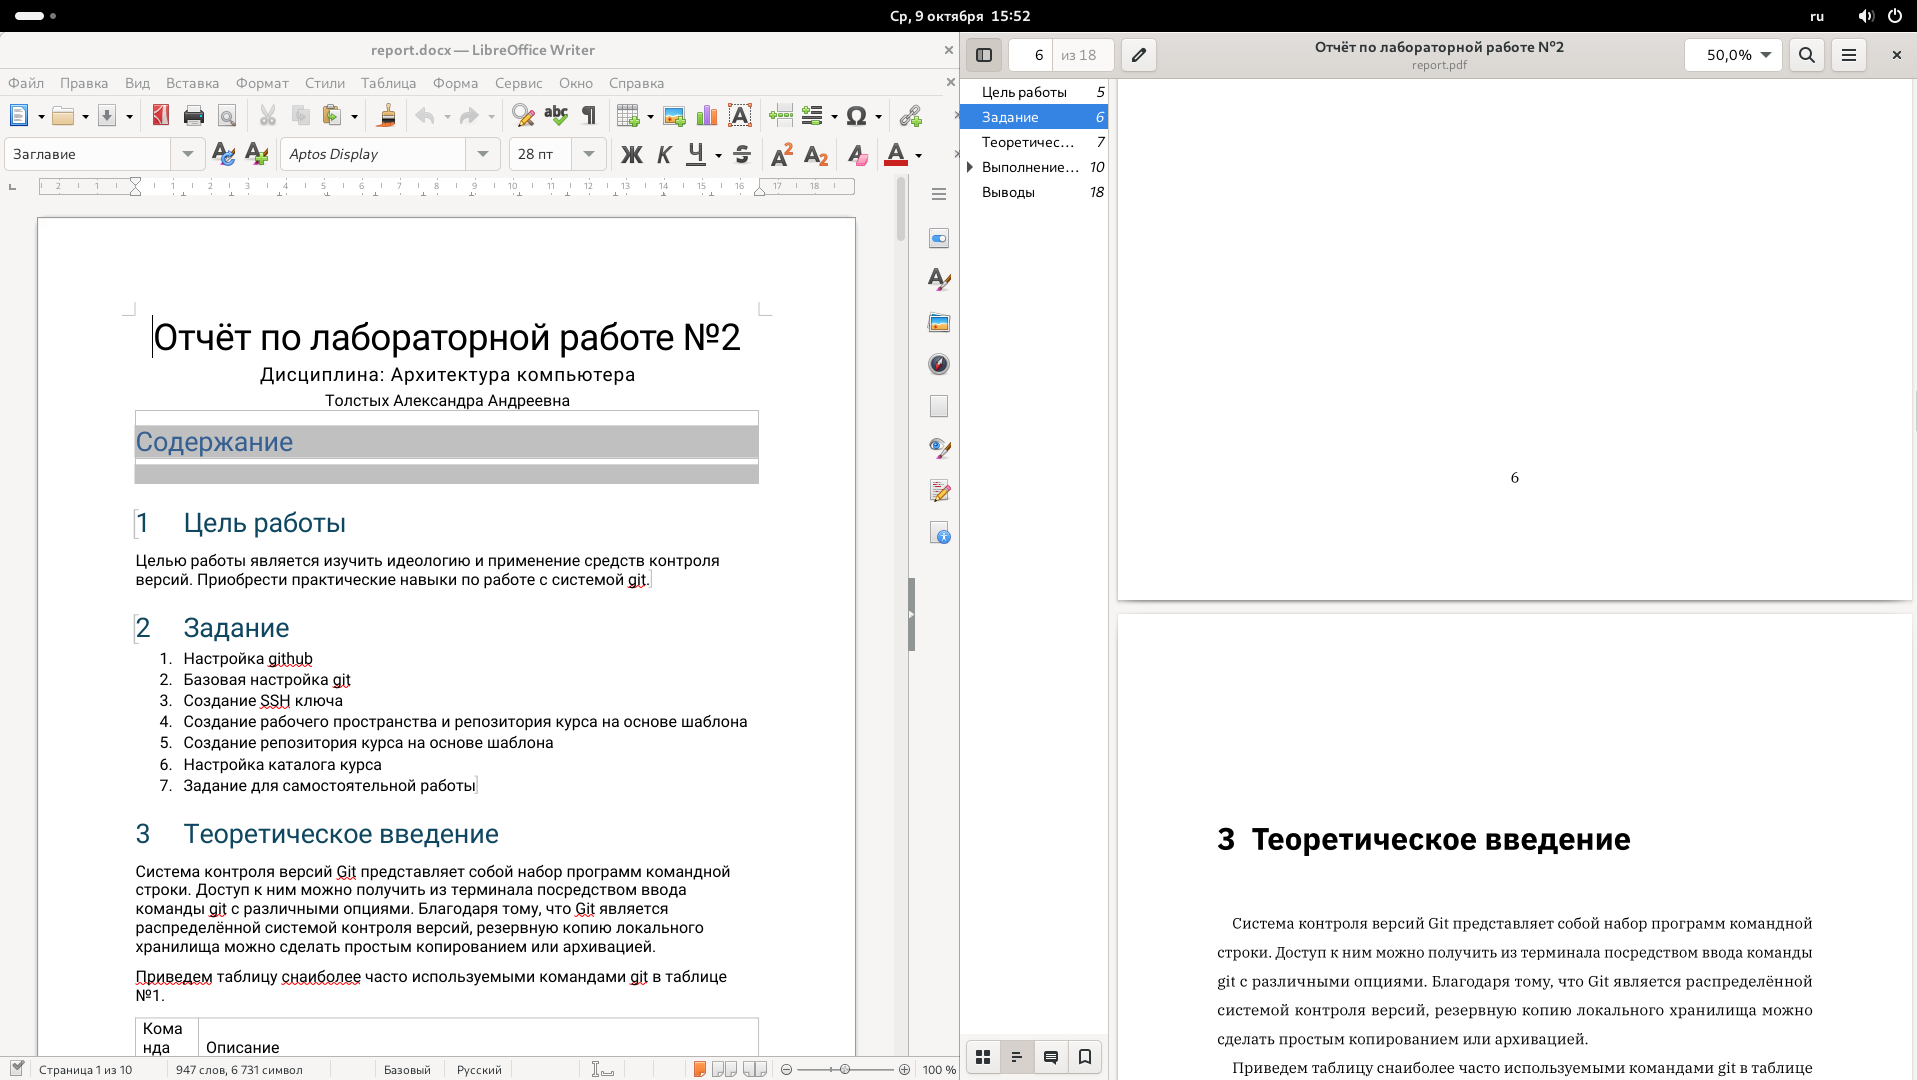 Ср, 9 октября 15:52
ru
report.docx — LibreOffice Writer
Файл Правка Вид Вставка Формат Стили Таблица Форма Сервис Окно Справка
Заглавие
Aptos Display
28 пт
Отчёт по лабораторной работе №2
Дисциплина: Архитектура компьютера
Толстых Александра Андреевна
Содержание
1 Цель работы
Целью работы является изучить идеологию и применение средств контроля
версий. Приобрести практические навыки по работе с системой git.
2 Задание
1. Настройка github
2. Базовая настройка git
3. Создание SSH ключа
4. Создание рабочего пространства и репозитория курса на основе шаблона
5. Создание репозитория курса на основе шаблона
6. Настройка каталога курса
7. Задание для самостоятельной работы
3 Теоретическое введение
Система контроля версий Git представляет собой набор программ командной
строки. Доступ к ним можно получить из терминала посредством ввода
команды git с различными опциями. Благодаря тому, что Git является
распределённой системой контроля версий, резервную копию локального
хранилища можно сделать простым копированием или архивацией.
Приведем таблицу снаиболее часто используемыми командами git в таблице
№1.
Кома
нда Описание
Страница 1 из 10
947 слов, 6 731 символ
Базовый
Русский
100 %
6 из 18
Отчёт по лабораторной работе №2
report.pdf
50,0%
Цель работы 5
Задание 6
Теоретичес… 7
Выполнение… 10
Выводы 18
6
3 Теоретическое введение
Система контроля версий Git представляет собой набор программ командной
строки. Доступ к ним можно получить из терминала посредством ввода команды
git с различными опциями. Благодаря тому, что Git является распределённой
системой контроля версий, резервную копию локального хранилища можно
сделать простым копированием или архивацией.
Приведем таблицу снаиболее часто используемыми командами git в таблице